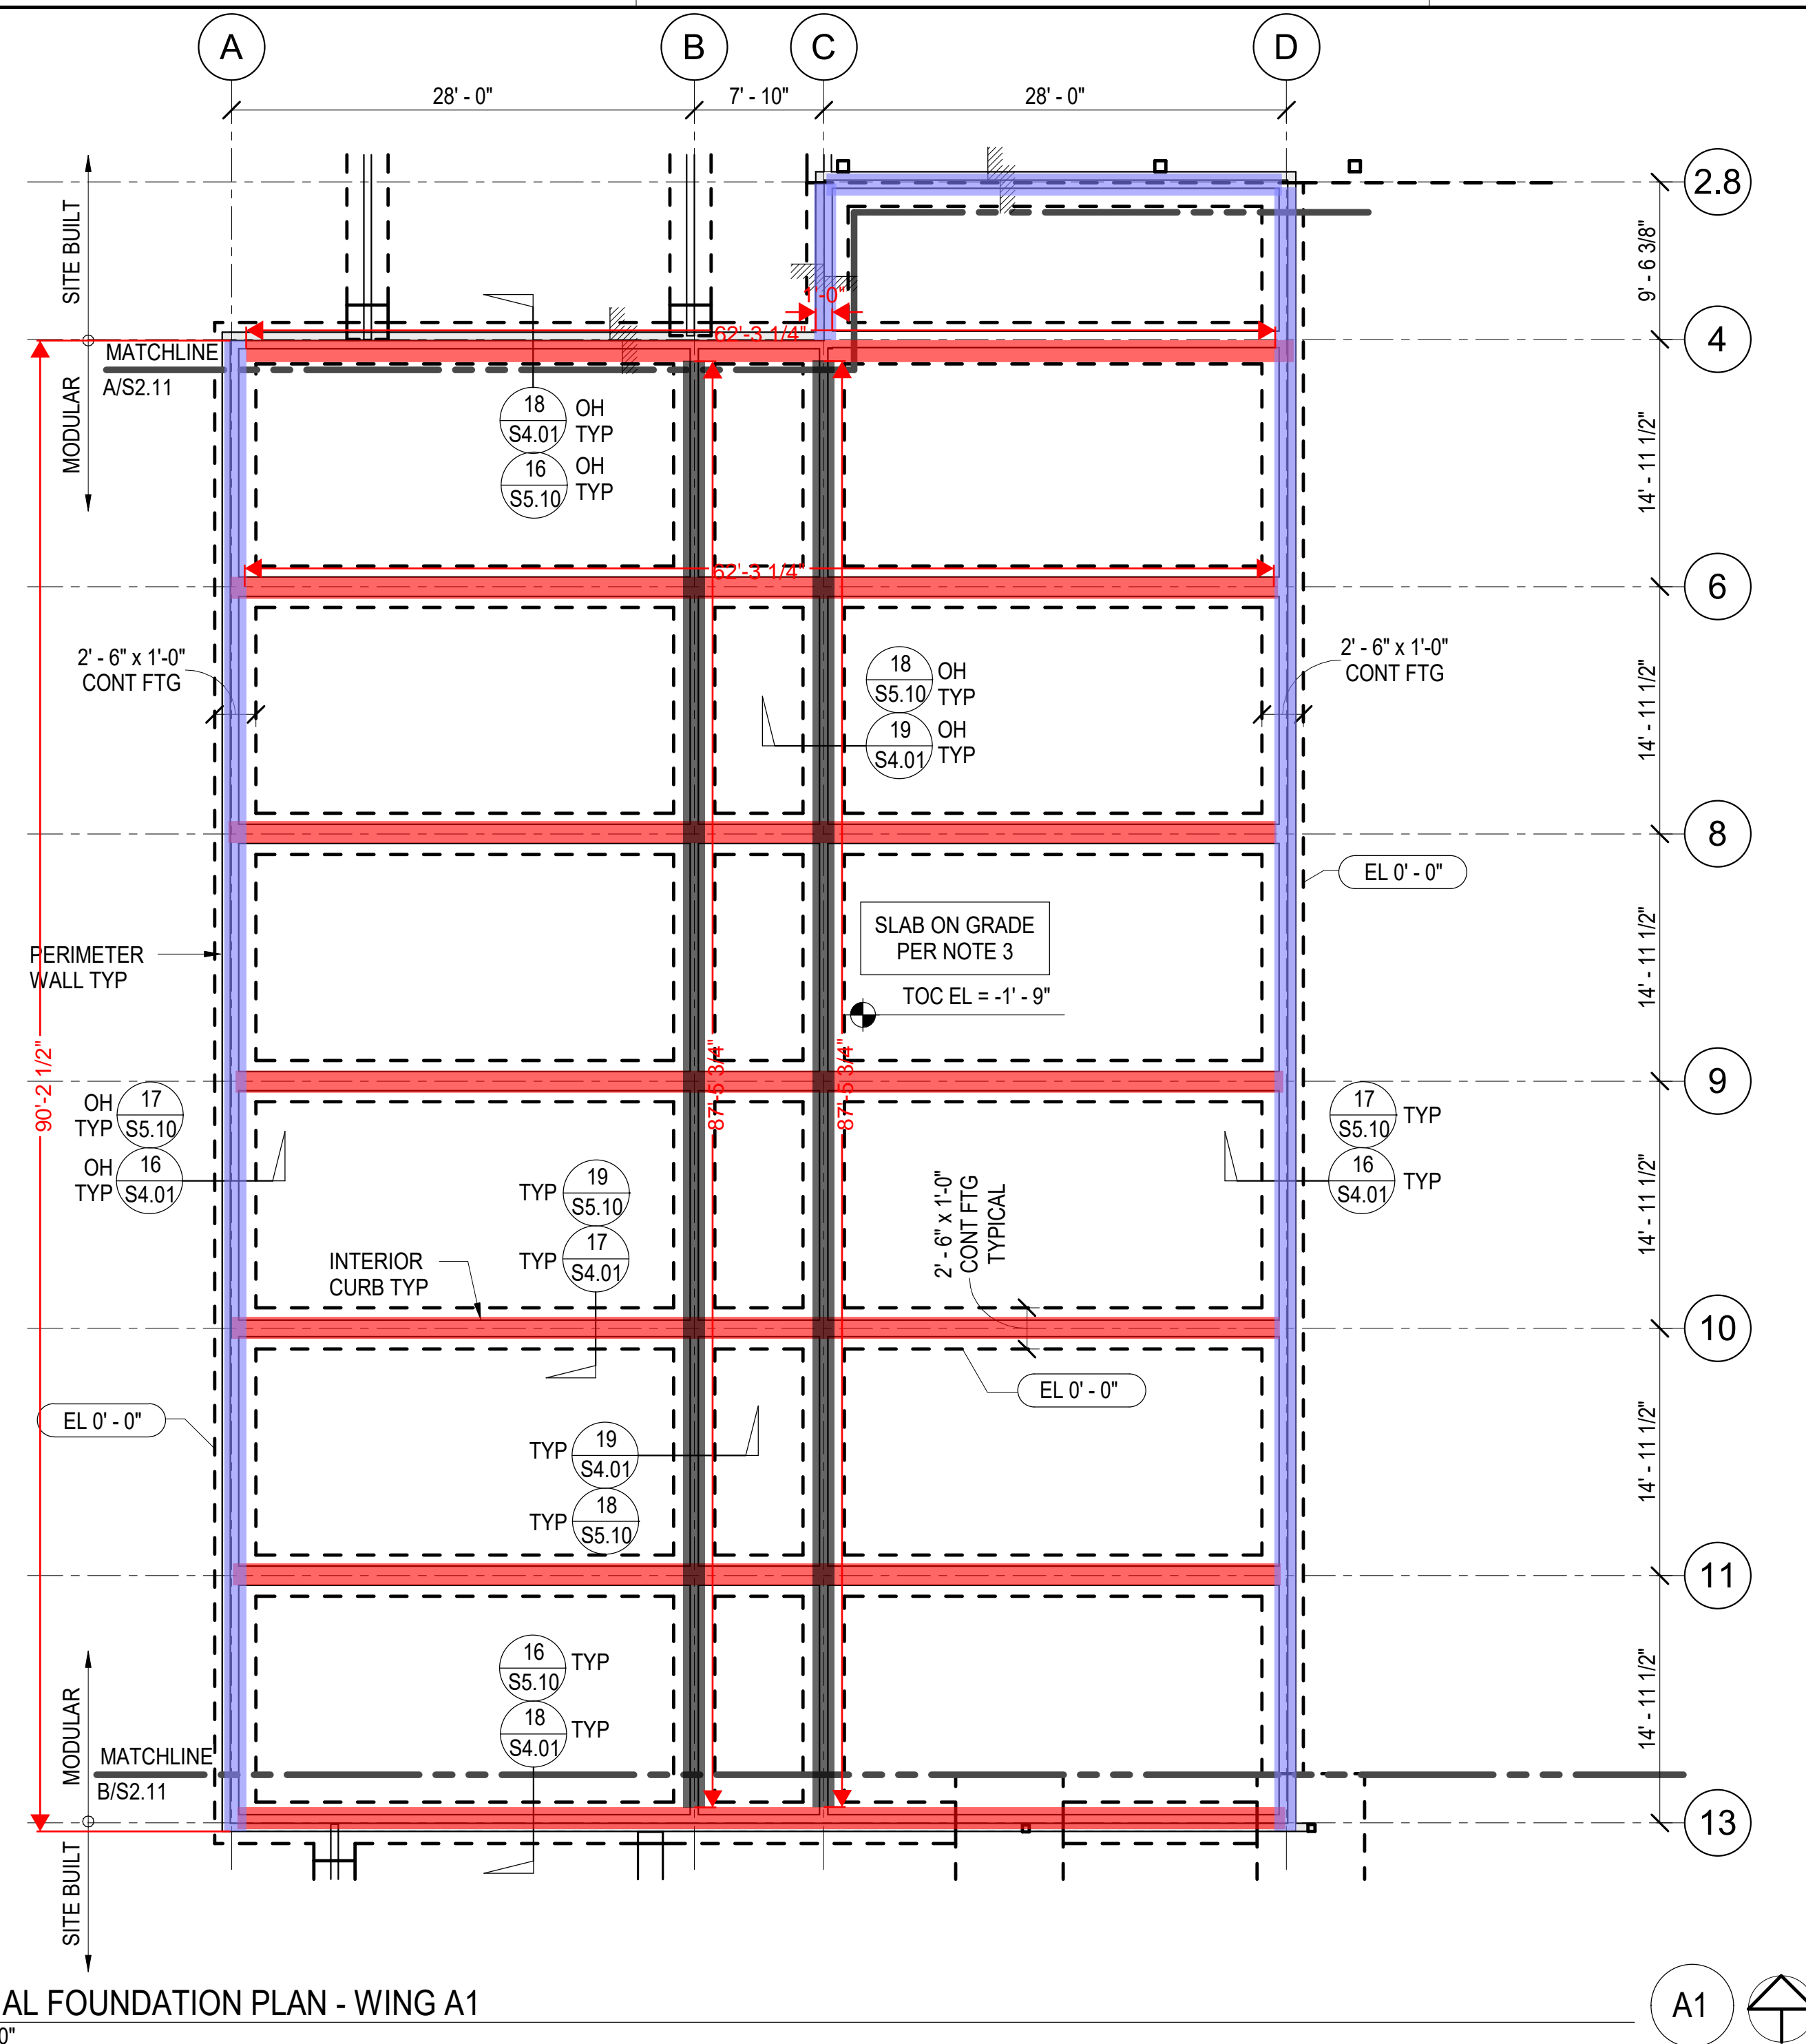 A
B
C
D
28' - 0"
7' - 10"
28' - 0"
2.8
SITE BUILT
9' - 6 3/8"
1'-0"
62'-3 1/4"
4
MATCHLINE
A/S2.11
MODULAR
18
S4.01
OH
TYP
16
S5.10
OH
TYP
14' - 11 1/2"
62'-3 1/4"
6
2' - 6" x 1'-0"
CONT FTG
18
S5.10
OH
TYP
19
S4.01
OH
TYP
2' - 6" x 1'-0"
CONT FTG
14' - 11 1/2"
8
EL 0' - 0"
SLAB ON GRADE
PER NOTE 3
TOC EL = -1' - 9"
PERIMETER
WALL TYP
14' - 11 1/2"
90'-2 1/2"
87'-5 3/4"
87'-5 3/4"
9
OH
TYP
17
S5.10
OH
TYP
16
S4.01
17
S5.10
TYP
16
S4.01
TYP
TYP
19
S5.10
TYP
17
S4.01
2' - 6" x 1'-0"
CONT FTG
TYPICAL
14' - 11 1/2"
INTERIOR
CURB TYP
10
EL 0' - 0"
EL 0' - 0"
TYP
19
S4.01
TYP
18
S5.10
14' - 11 1/2"
11
16
S5.10
TYP
18
S4.01
TYP
14' - 11 1/2"
MODULAR
MATCHLINE
B/S2.11
13
SITE BUILT
AL FOUNDATION PLAN - WING A1
0"
A1